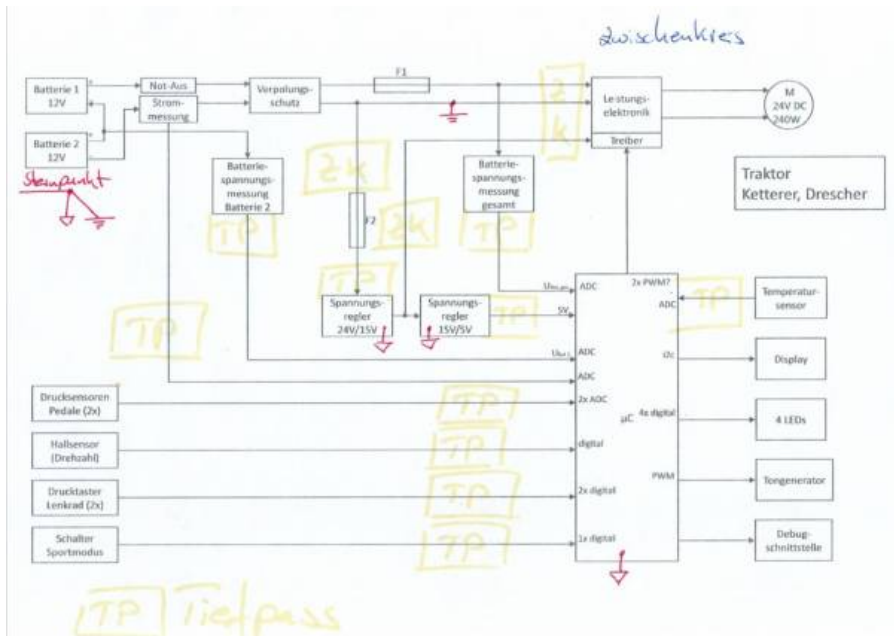 Zwischenkreis
F1
Batterie 1
12V
Not-Aus
Strom-
messung
Verpolungs-
schutz
Leistungs-
elektronik
Treiber
M
24V DC
240W
Batterie 2
12V
Sternpunkt
Batterie-
spannungs-
messung
Batterie 2
Batterie-
spannungs-
messung
gesamt
Traktor
Ketterer, Drescher
ZK
ZK
ZK
F2
TP
TP
TP
TP
TP
TP
Spannungs-
regler
24V/15V
Spannungs-
regler
15V/5V
5V
ADC
2x PWM?
ADC
Temperatur-
sensor
ADC
i2c
Display
ADC
Drucksensoren
Pedale (2x)
TP
2x ADC
µC
4x digital
4 LEDs
Hallsensor
(Drehzahl)
TP
digital
Drucktaster
Lenkrad (2x)
TP
2x digital
PWM
Tongenerator
Schalter
Sportmodus
TP
1x digital
Debug-
schnittstelle
TP Tiefpass